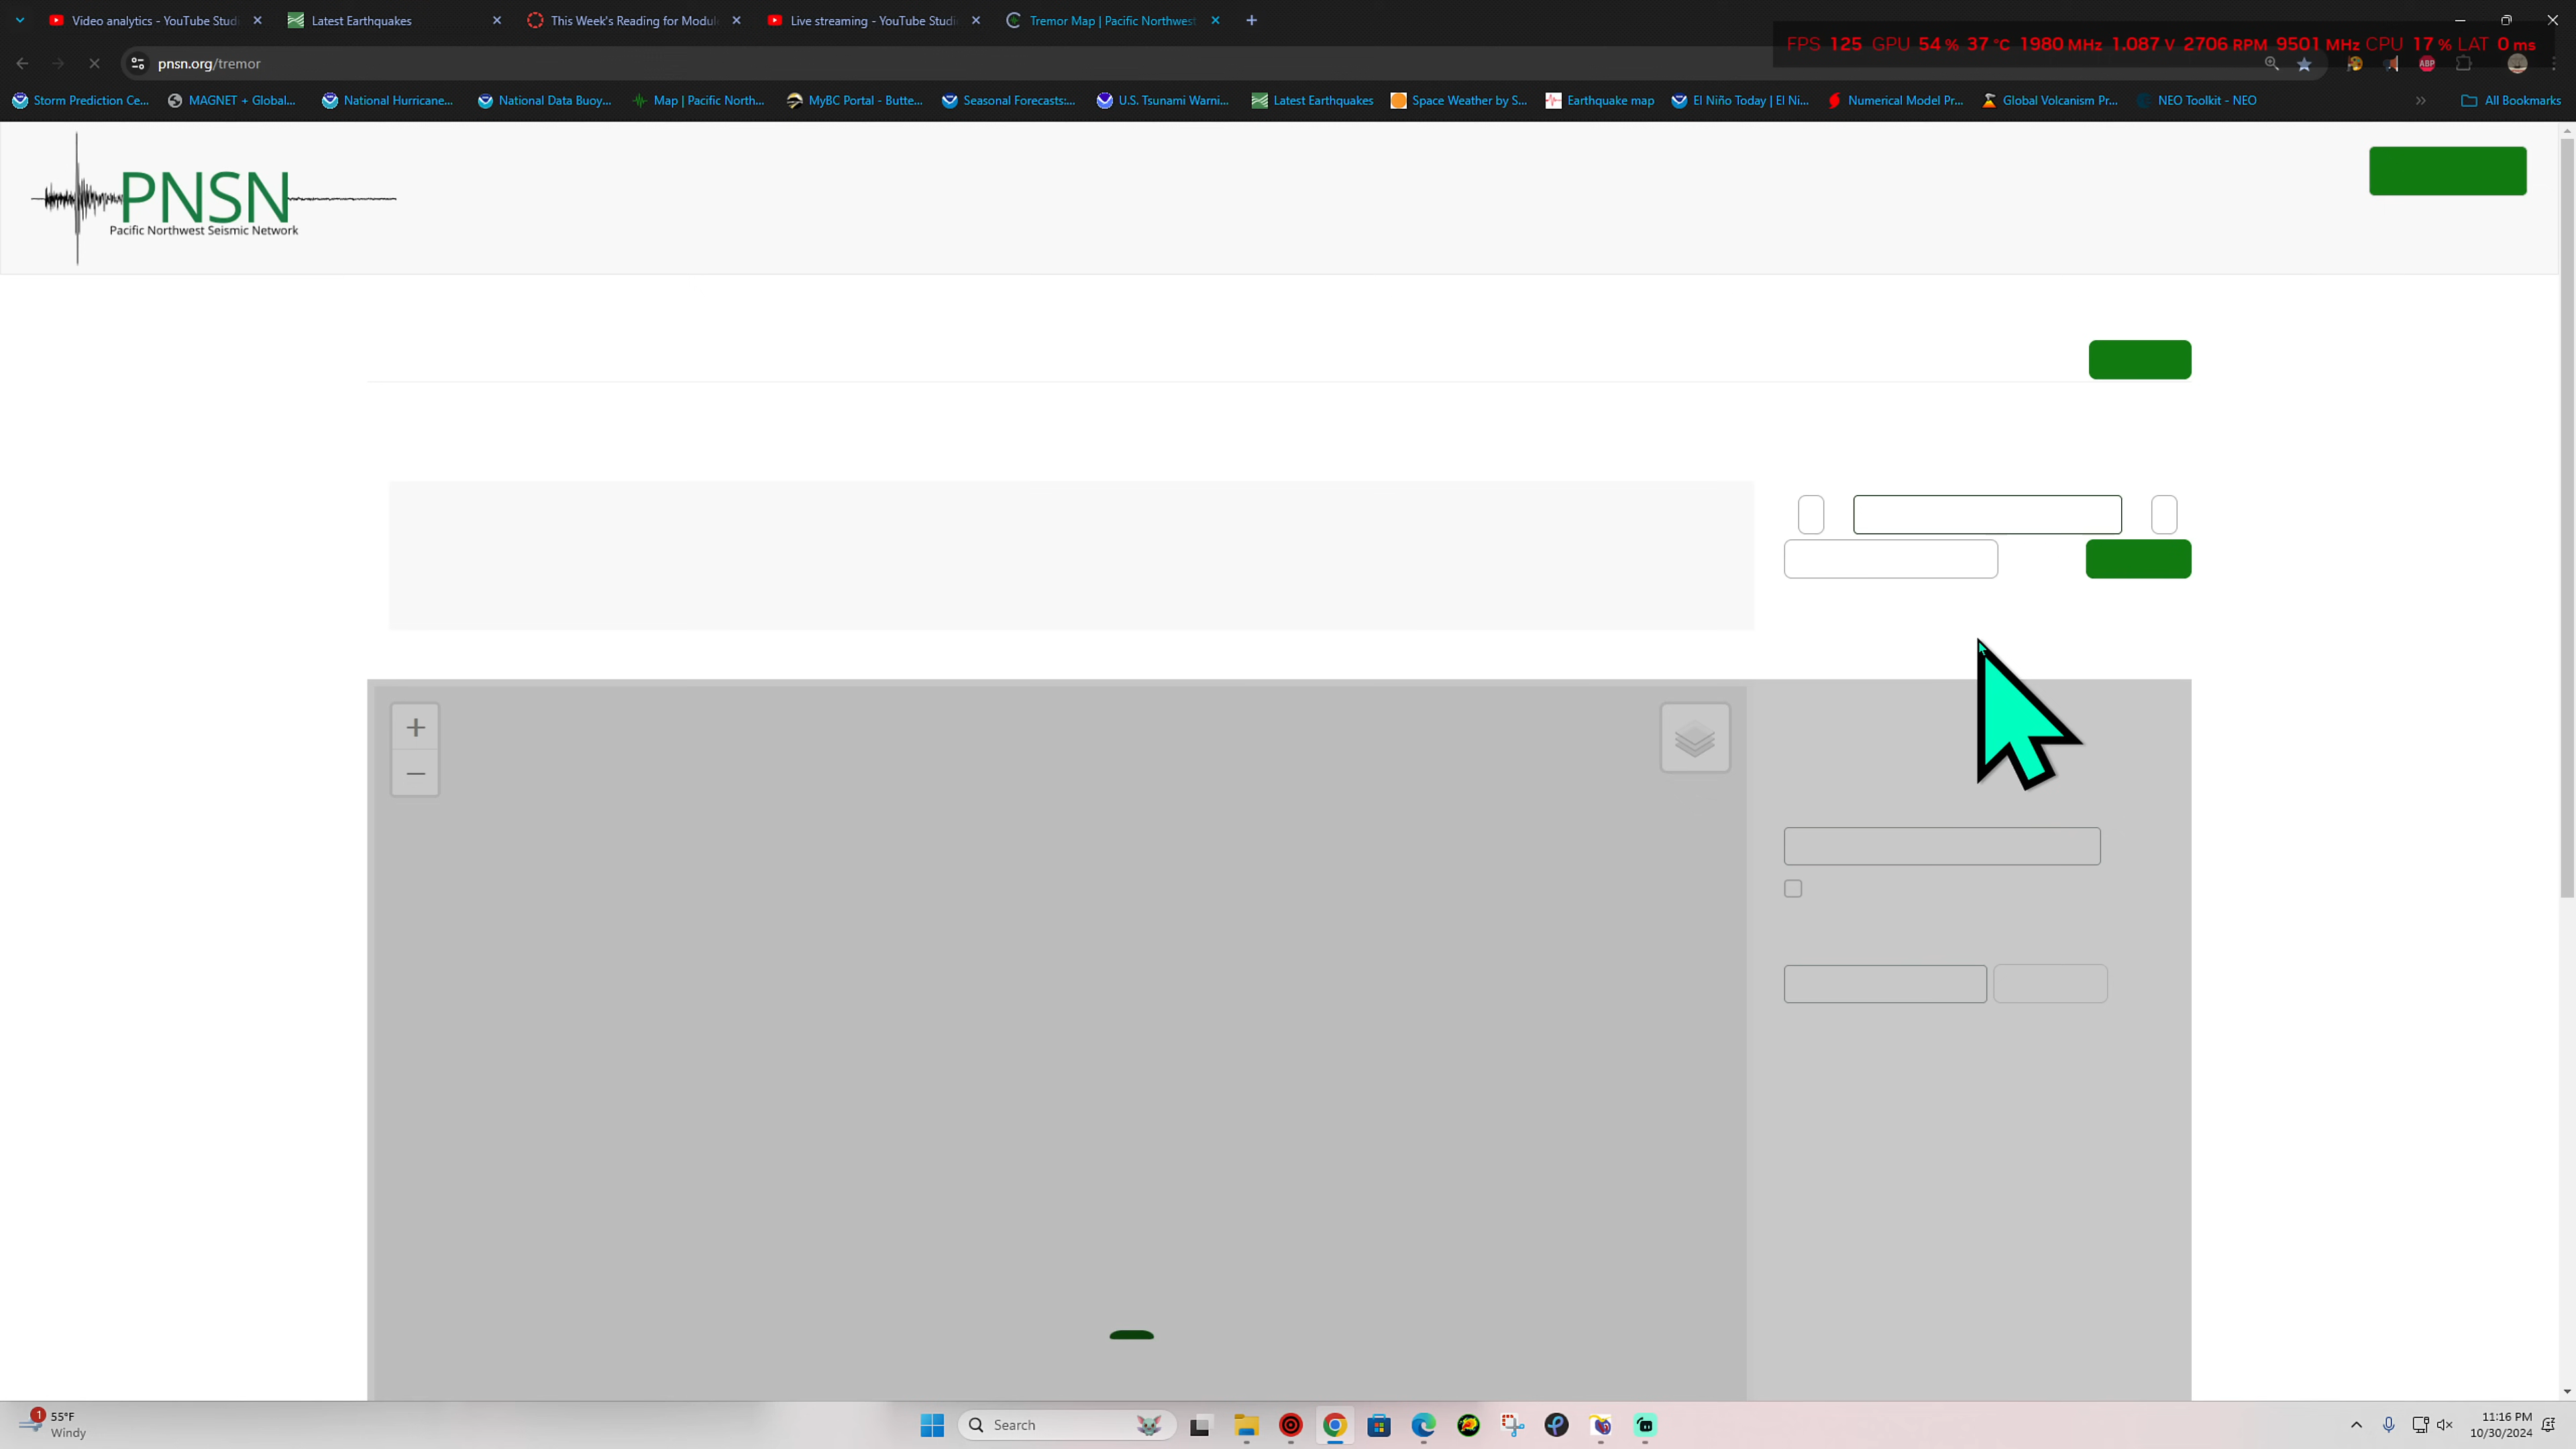 Video analytics - YouTube Studi
Latest Earthquakes
This Week's Reading for Modul
Live streaming - YouTube Studi
Tremor Map | Pacific Northwest
FPS 125 GPU 54 % 37 °C 1980 MHz 1.087 V 2706 RPM 9501 MHz CPU 17 % LAT 0 ms
pnsn.org/tremor
ABP
Storm Prediction Ce...
MAGNET + Global...
National Hurricane...
National Data Buoy...
Map | Pacific North...
MyBC Portal - Butte...
Seasonal Forecasts:...
U.S. Tsunami Warni...
Latest Earthquakes
Space Weather by S...
Earthquake map
El Niño Today | El Ni...
Numerical Model Pr...
Global Volcanism Pr...
NEO Toolkit - NEO
All Bookmarks
PNSN
Pacific Northwest Seismic Network
+
−
1
55°F
Windy
Search
11:16 PM
10/30/2024